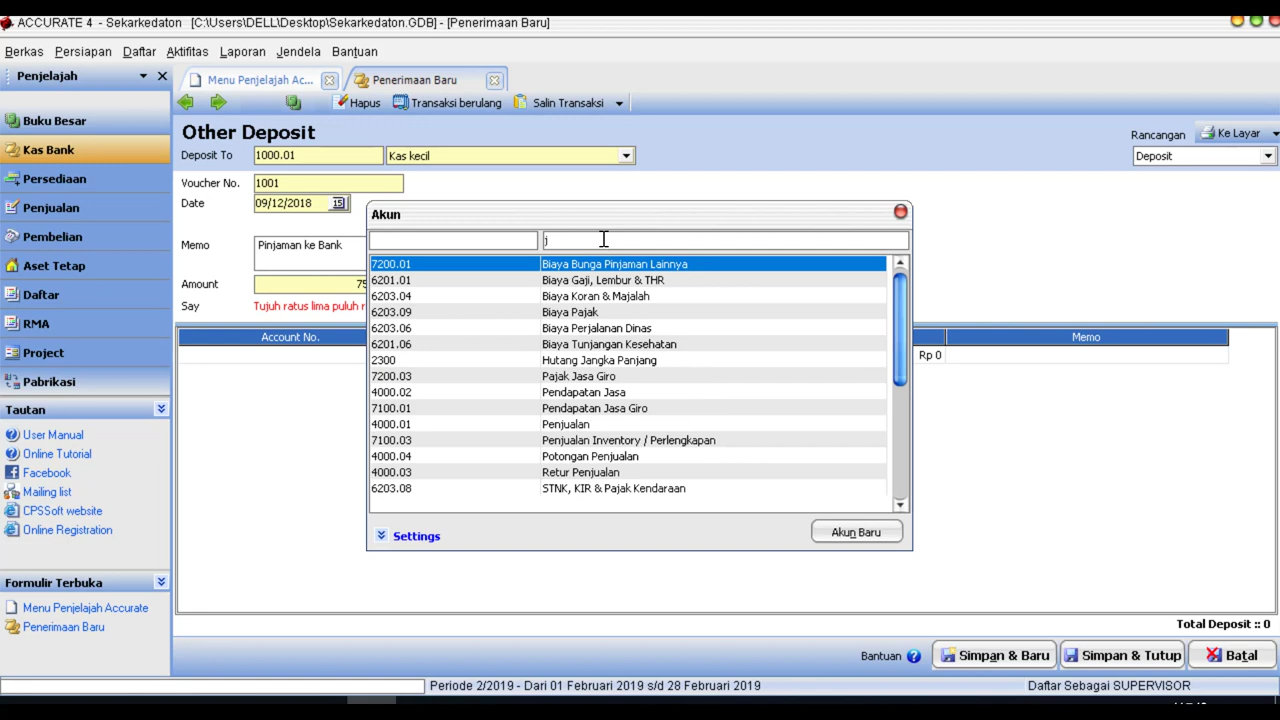 ACCURATE 4 - Sekarkedaton [C:\Users\DELL\Desktop\Sekarkedaton.GDB] - [Penerimaan Baru]
Berkas Persiapan Daftar Aktifitas Laporan Jendela Bantuan
Penjelajah
Menu Penjelajah Ac... Penerimaan Baru
Hapus Transaksi berulang Salin Transaksi
Buku Besar
Kas Bank
Persediaan
Penjualan
Pembelian
Aset Tetap
Daftar
RMA
Project
Pabrikasi
Tautan
User Manual
Online Tutorial
Facebook
Mailing list
CPSSoft website
Online Registration
Formulir Terbuka
Menu Penjelajah Accurate
Penerimaan Baru
Other Deposit
Rancangan Ke Layar
Deposit To 1000.01 Kas kecil Deposit
Voucher No. 1001
Date 09/12/2018 15
Memo Pinjaman ke Bank
Amount 75
Say Tujuh ratus lima puluh r
Account No. Memo
Rp 0
Akun
j
7200.01 Biaya Bunga Pinjaman Lainnya
6201.01 Biaya Gaji, Lembur & THR
6203.04 Biaya Koran & Majalah
6203.09 Biaya Pajak
6203.06 Biaya Perjalanan Dinas
6201.06 Biaya Tunjangan Kesehatan
2300 Hutang Jangka Panjang
7200.03 Pajak Jasa Giro
4000.02 Pendapatan Jasa
7100.01 Pendapatan Jasa Giro
4000.01 Penjualan
7100.03 Penjualan Inventory / Perlengkapan
4000.04 Potongan Penjualan
4000.03 Retur Penjualan
6203.08 STNK, KIR & Pajak Kendaraan
Settings Akun Baru
Total Deposit :: 0
Bantuan Simpan & Baru Simpan & Tutup Batal
Periode 2/2019 - Dari 01 Februari 2019 s/d 28 Februari 2019 Daftar Sebagai SUPERVISOR